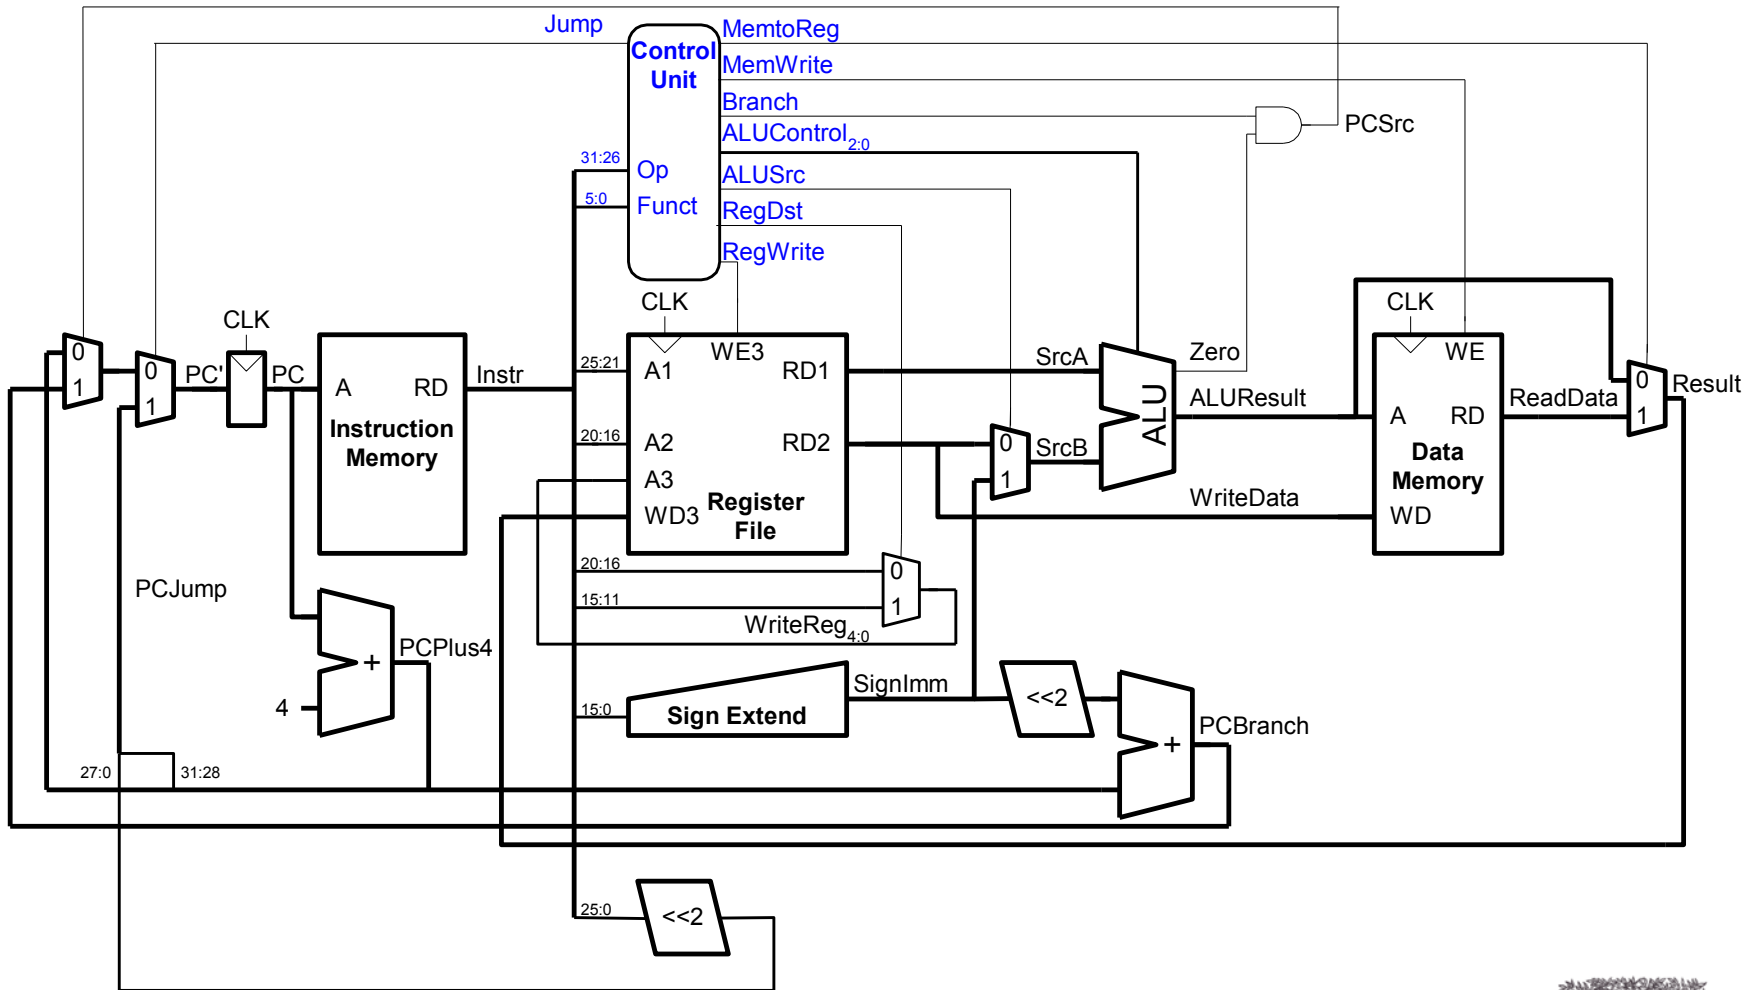 Jump
Control
Unit
MemtoReg
MemWrite
Branch
ALUControl2:0
ALUSrc
RegDst
RegWrite
PCSrc
31:26
Op
5:0
Funct
CLK
CLK
CLK
0
1
0
1
PC'
PC
A
RD
Instruction
Memory
Instr
25:21
A1
WE3
RD1
20:16
A2
RD2
A3
WD3
Register
File
SrcA
0
1
SrcB
ALU
Zero
ALUResult
WriteData
WE
A
RD
Data
Memory
WD
ReadData
0
1
Result
20:16
0
15:11
1
WriteReg4:0
PCJump
+
PCPlus4
4
15:0
Sign Extend
SignImm
<<2
+
PCBranch
27:0
31:28
25:0
<<2